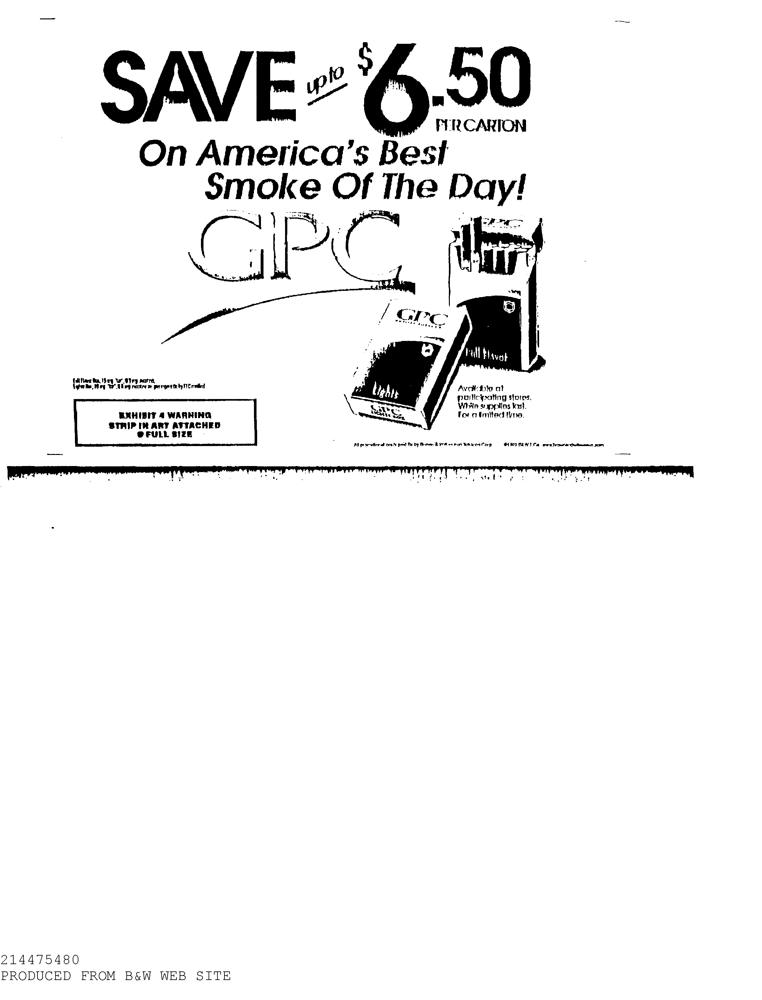 SAVE up to $6.50
PER CARTON
On America's Best
Smoke Of The Day!
GPC
GPC
Full Flavor
Lights
GPC
Available at
participating stores.
While supplies last.
For a limited time.
EXHIBIT 4 WARNING
STRIP IN ART ATTACHED
@ FULL SIZE
214475480
PRODUCED FROM B&W WEB SITE